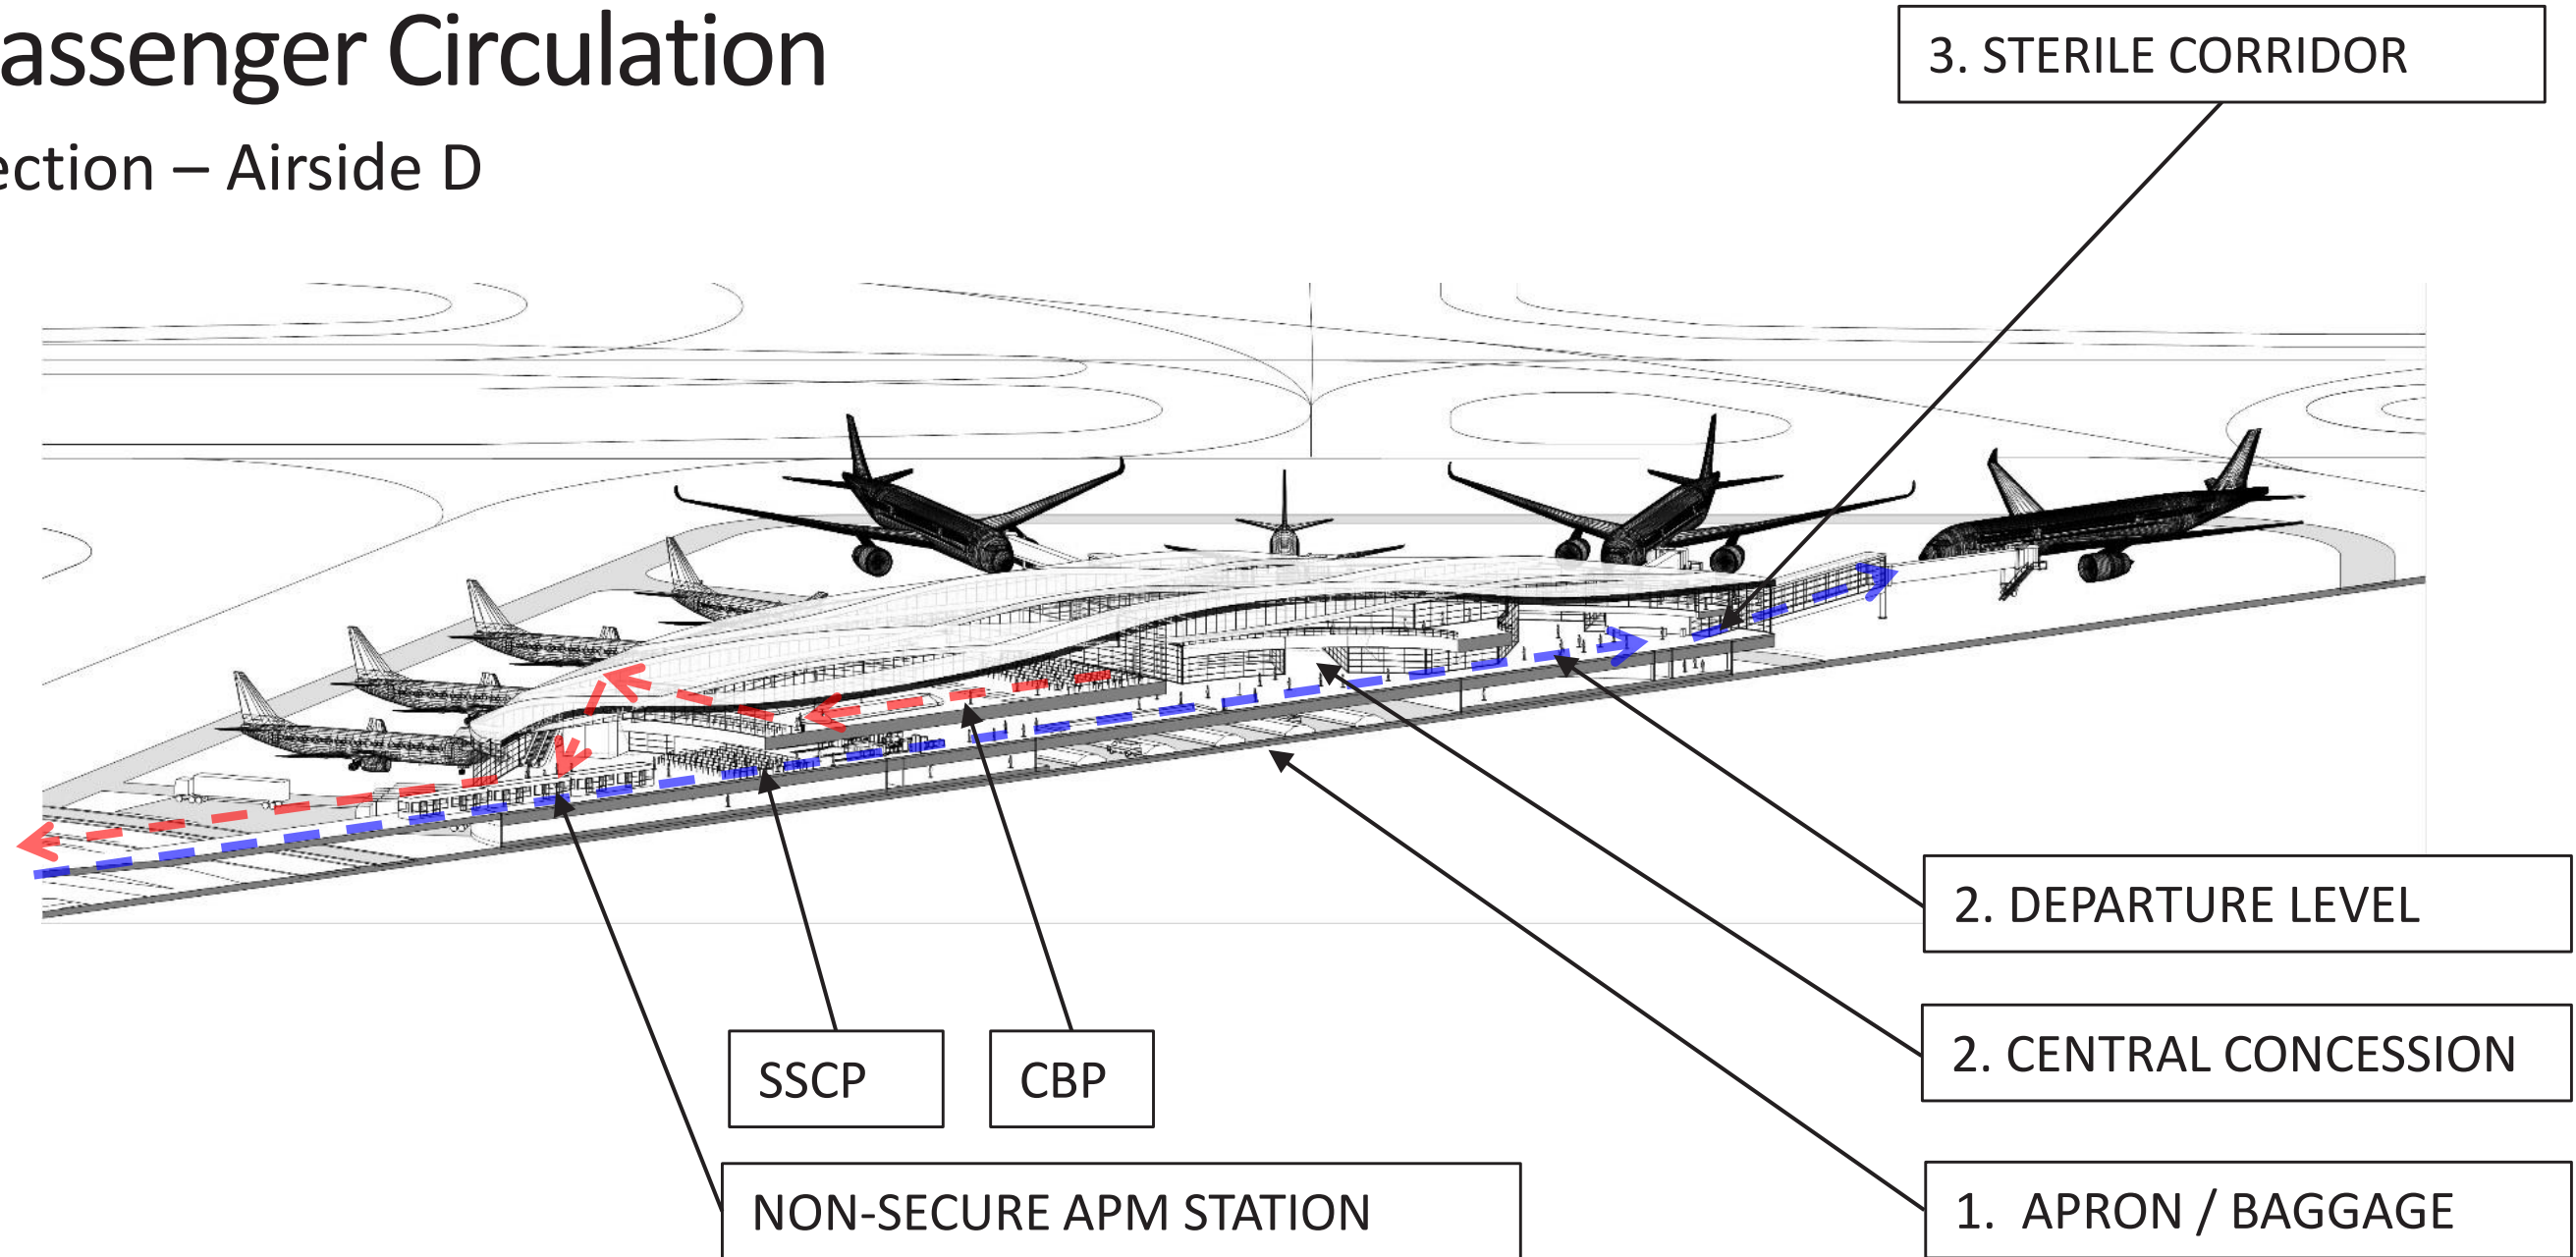 assenger Circulation
ection – Airside D
3. STERILE CORRIDOR
2. DEPARTURE LEVEL
2. CENTRAL CONCESSION
1. APRON / BAGGAGE
SSCP
CBP
NON-SECURE APM STATION